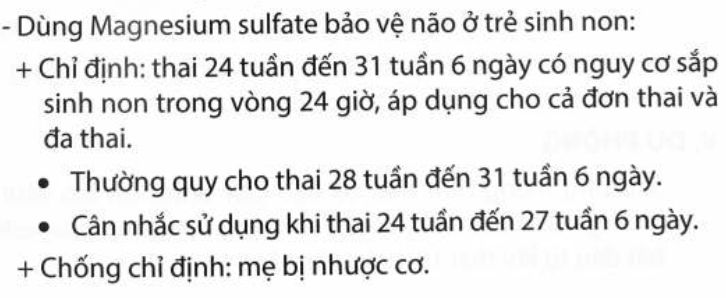 - Dùng Magnesium sulfate bảo vệ não ở trẻ sinh non:
+ Chỉ định: thai 24 tuần đến 31 tuần 6 ngày có nguy cơ sắp
sinh non trong vòng 24 giờ, áp dụng cho cả đơn thai và
đa thai.
• Thường quy cho thai 28 tuần đến 31 tuần 6 ngày.
• Cân nhắc sử dụng khi thai 24 tuần đến 27 tuần 6 ngày.
+ Chống chỉ định: mẹ bị nhược cơ.